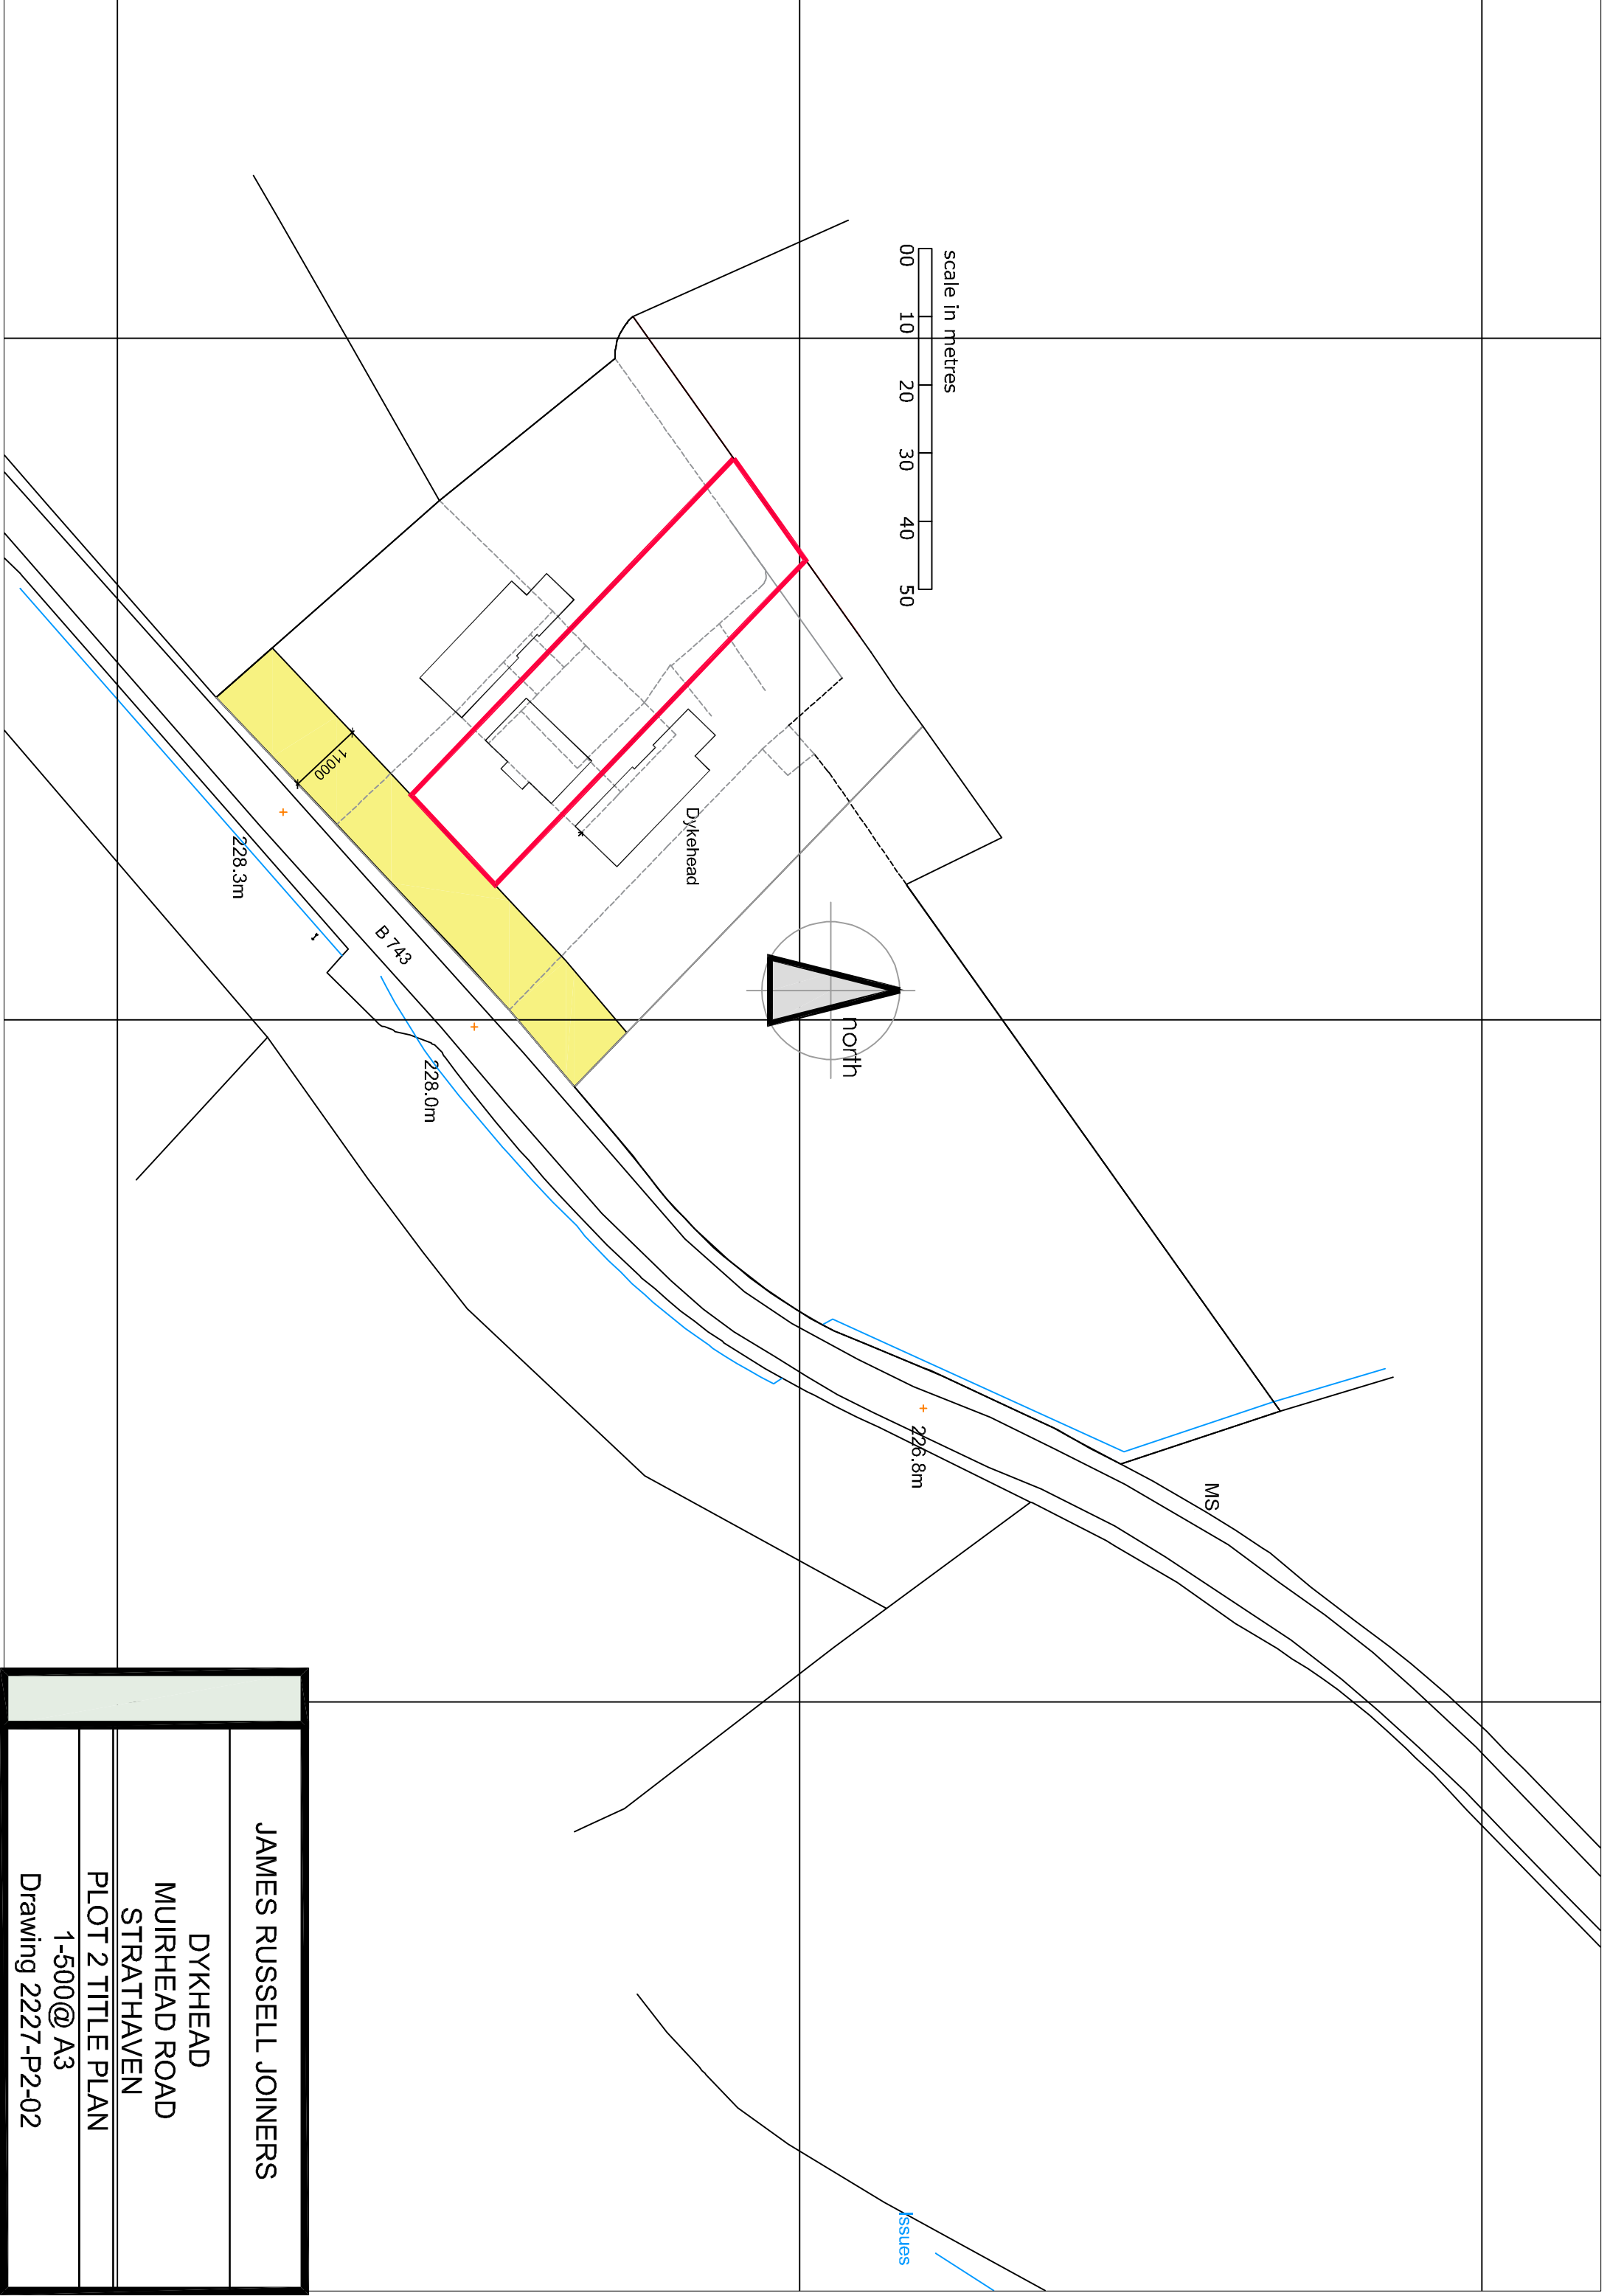 scale in metres
00 10 20 30 40 50
Dykehead
north
11000
B 743
228.3m
228.0m
226.8m
MS
Issues
JAMES RUSSELL JOINERS
DYKHEAD
MUIRHEAD ROAD
STRATHAVEN
PLOT 2 TITLE PLAN
1-500@ A3
Drawing 2227-P2-02